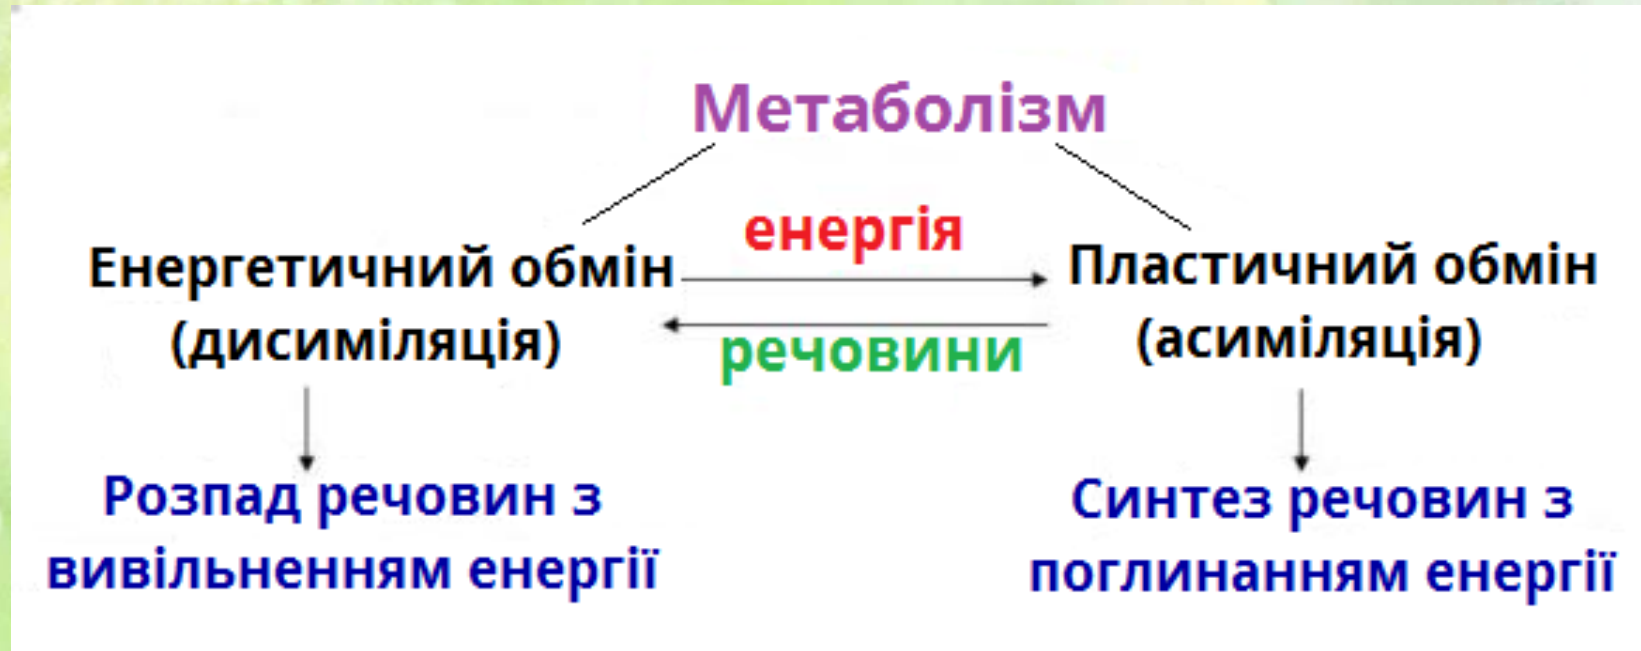 Метаболізм
енергія
Енергетичний обмін
(дисиміляція)
речовини
Пластичний обмін
(асиміляція)
Розпад речовин з
вивільненням енергії
Синтез речовин з
поглинанням енергії